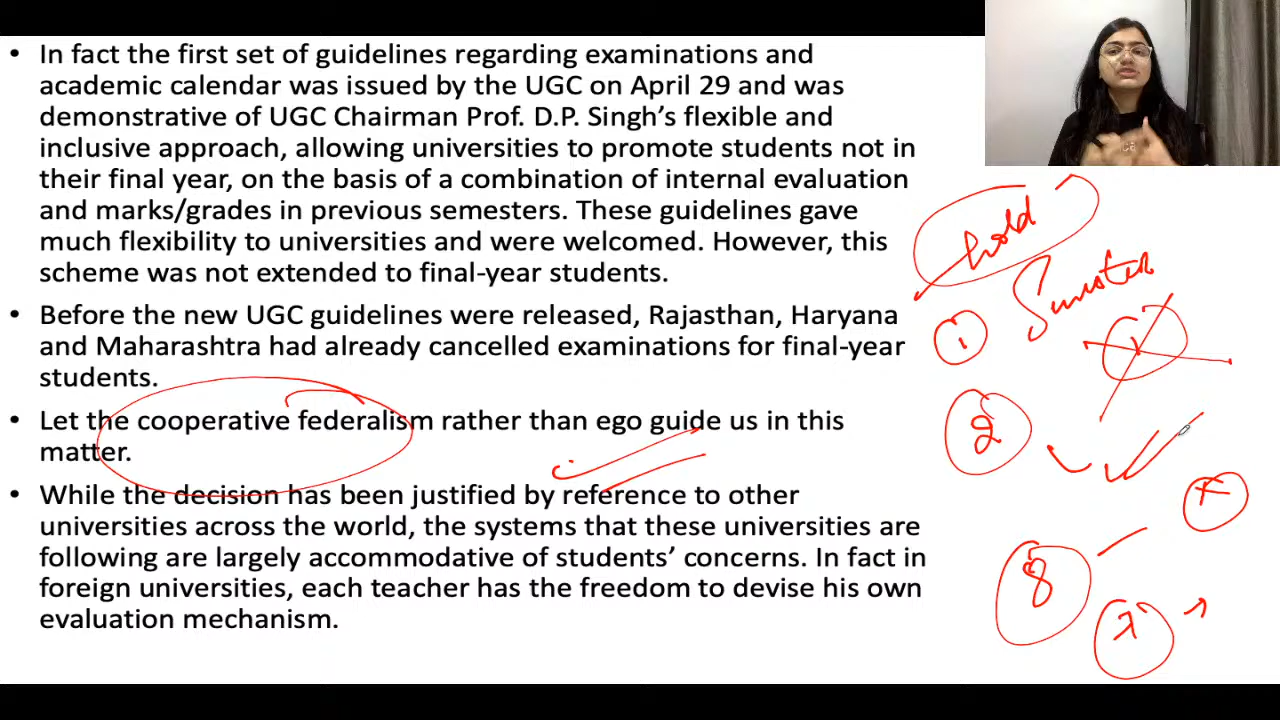 • In fact the first set of guidelines regarding examinations and
academic calendar was issued by the UGC on April 29 and was
demonstrative of UGC Chairman Prof. D.P. Singh's flexible and
inclusive approach, allowing universities to promote students not in
their final year, on the basis of a combination of internal evaluation
and marks/grades in previous semesters. These guidelines gave
much flexibility to universities and were welcomed. However, this
scheme was not extended to final-year students.
• Before the new UGC guidelines were released, Rajasthan, Haryana
and Maharashtra had already cancelled examinations for final-year
students.
• Let the cooperative federalism rather than ego guide us in this
matter.
• While the decision has been justified by reference to other
universities across the world, the systems that these universities are
following are largely accommodative of students' concerns. In fact in
foreign universities, each teacher has the freedom to devise his own
evaluation mechanism.
hold
Semester
1
2
8